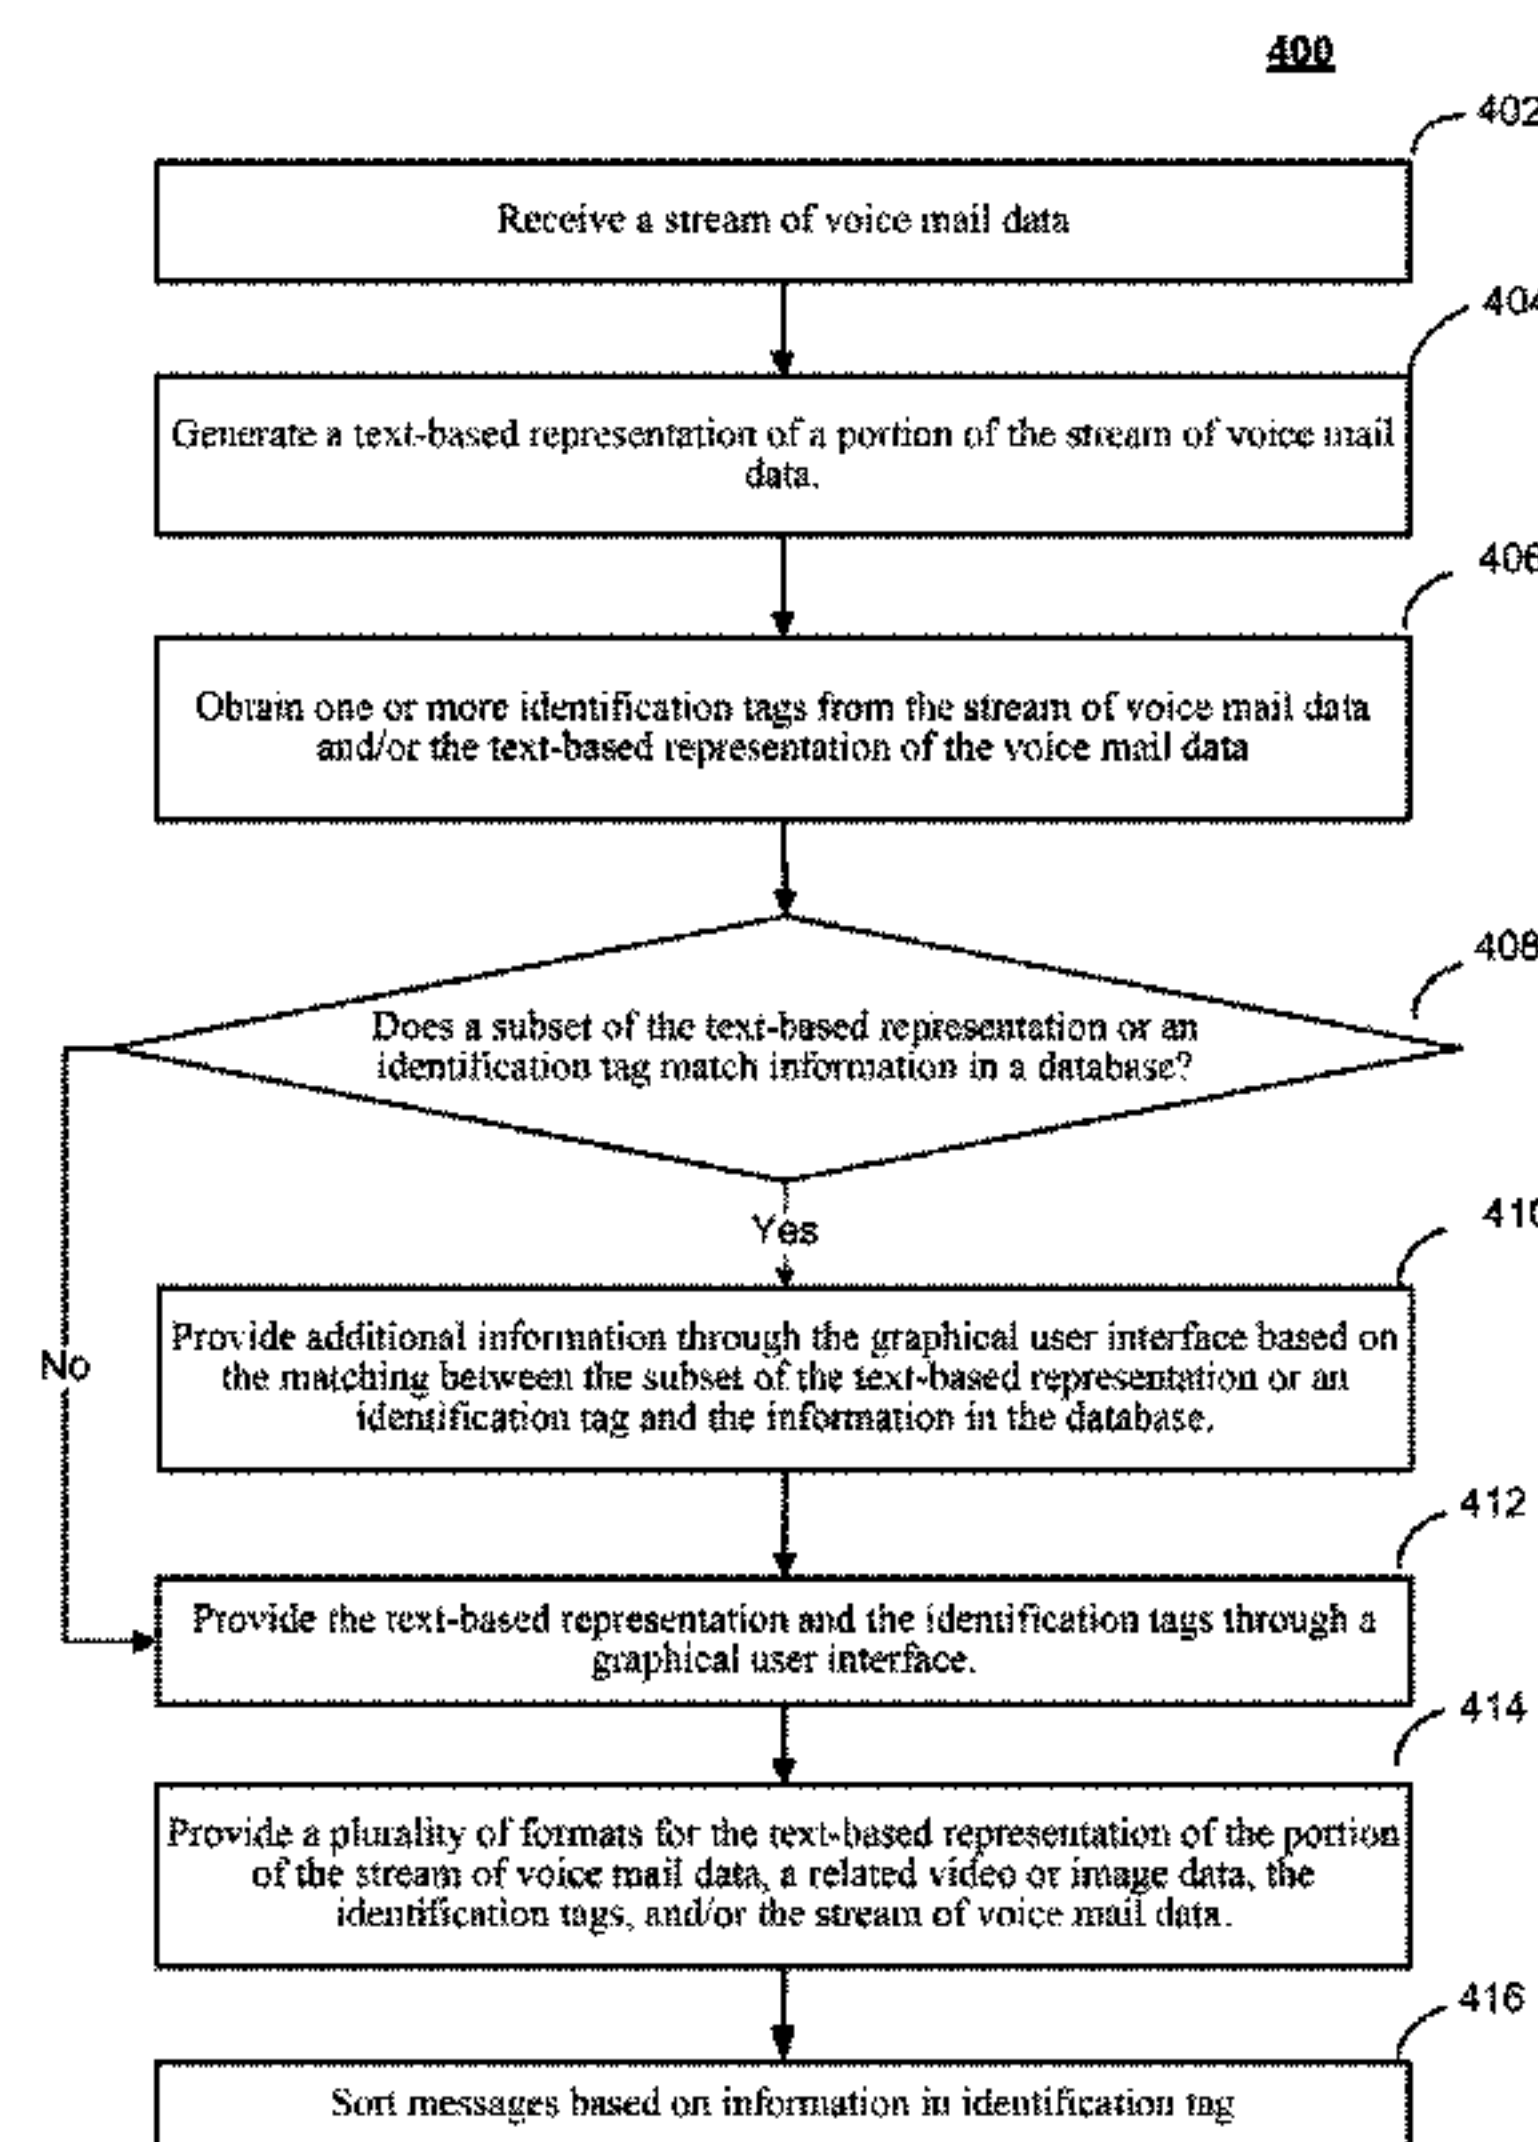 400
402
Receive a stream of voice mail data
404
Generate a text-based representation of a portion of the stream of voice mail
data.
406
Obtain one or more identification tags from the stream of voice mail data
and/or the text-based representation of the voice mail data
408
Does a subset of the text-based representation or an
identification tag match information in a database?
Yes
410
Provide additional information through the graphical user interface based on
the matching between the subset of the text-based representation or an
identification tag and the information in the database.
No
412
Provide the text-based representation and the identification tags through a
graphical user interface.
414
Provide a plurality of formats for the text-based representation of the portion
of the stream of voice mail data, a related video or image data, the
identification tags, and/or the stream of voice mail data.
416
Sort messages based on information in identification tag